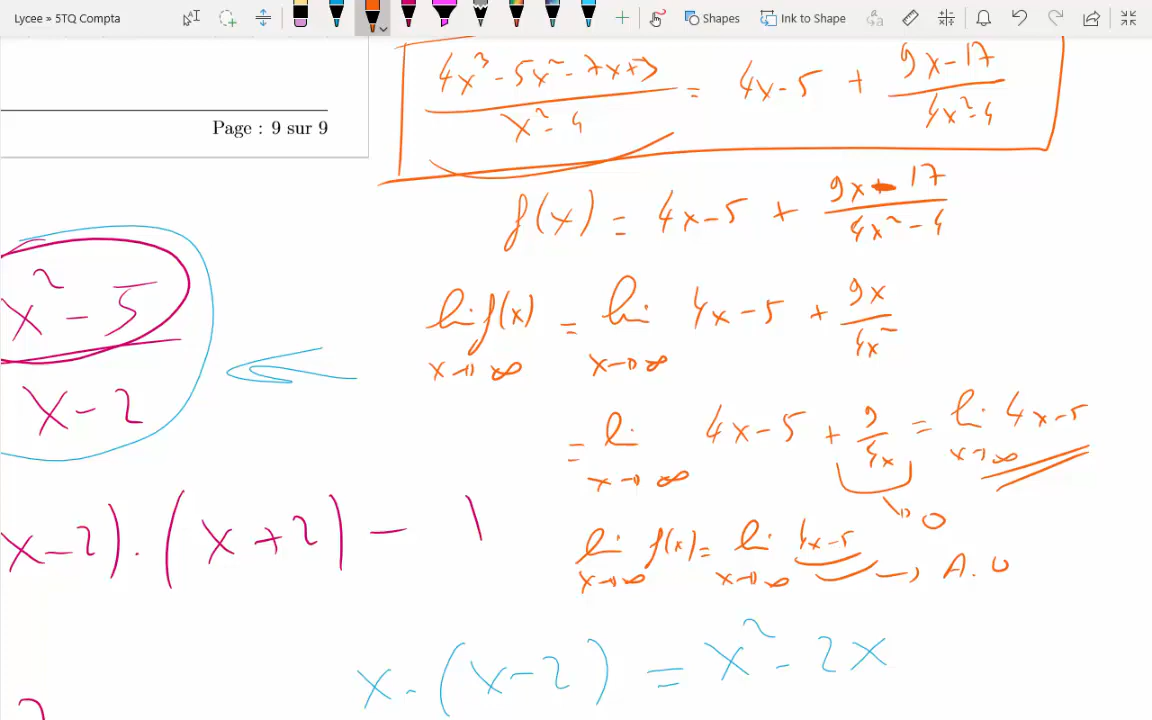 Lycee » 5TQ Compta
Shapes
Ink to Shape
Page : 9 sur 9
(4x³ - 5x² - 7x + 3)/(x² - 4) = 4x - 5 + (9x - 17)/(4x² - 4)
f(x) = 4x - 5 + (9x - 17)/(4x² - 4)
lim f(x) = lim 4x - 5 + 9x/4x²
x→∞ x→∞
= lim 4x - 5 + 9/4x = lim 4x - 5
x→∞ x→∞
→ 0
lim f(x) = lim 4x - 5 → A. O
x→∞ x→∞
x² - 5
x - 2
x - 2) . (x + 2) - 1
x · (x - 2) = x² - 2x